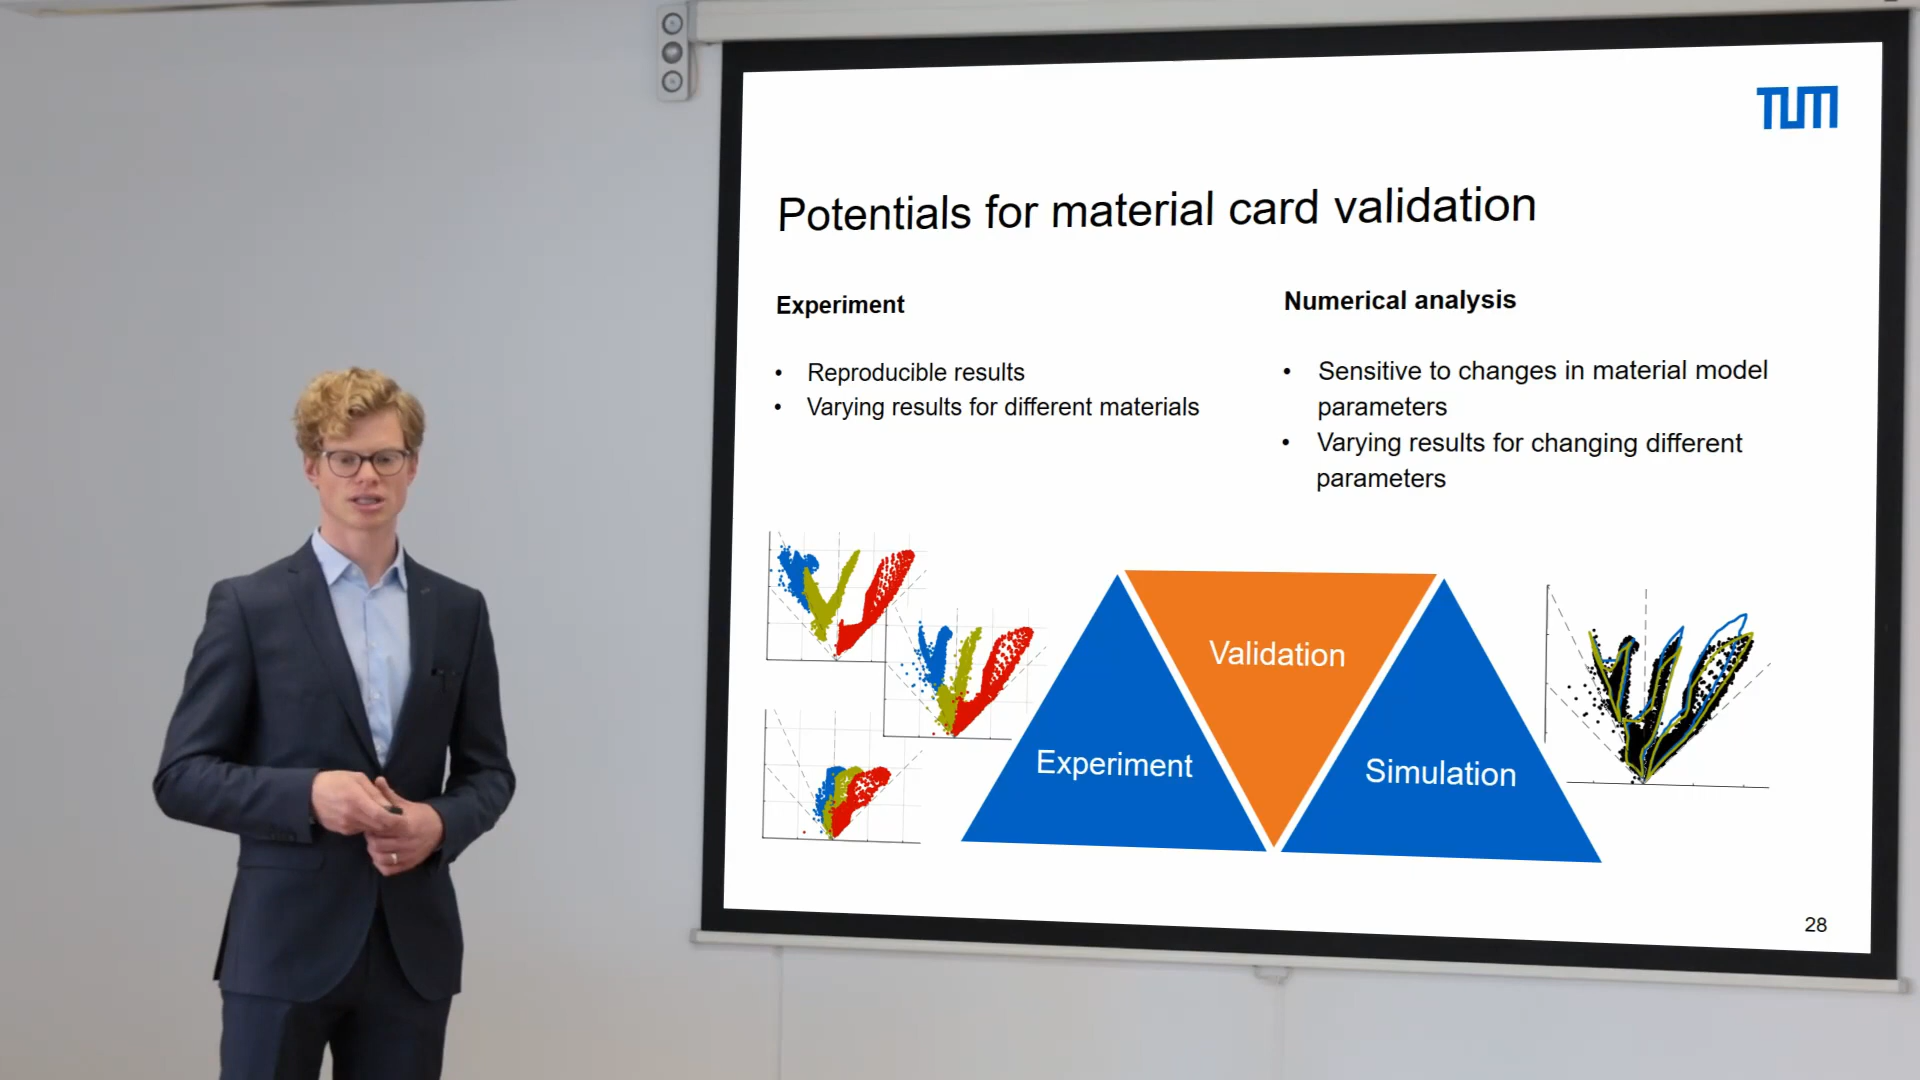 TUM
Potentials for material card validation
Experiment
• Reproducible results
• Varying results for different materials
Numerical analysis
• Sensitive to changes in material model
parameters
• Varying results for changing different
parameters
Validation
Experiment
Simulation
28